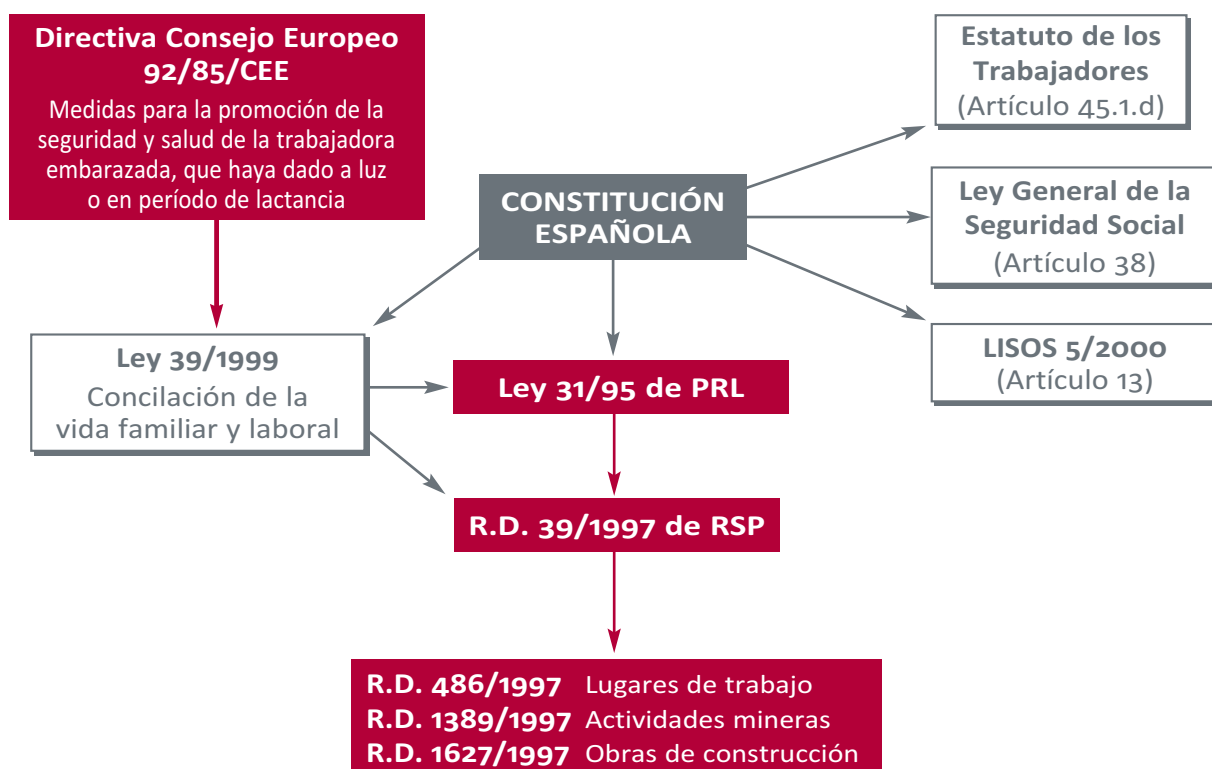 Directiva Consejo Europeo
92/85/CEE
Medidas para la promoción de la
seguridad y salud de la trabajadora
embarazada, que haya dado a luz
o en período de lactancia
Estatuto de los
Trabajadores
(Artículo 45.1.d)
CONSTITUCIÓN
ESPAÑOLA
Ley General de la
Seguridad Social
(Artículo 38)
LISOS 5/2000
(Artículo 13)
Ley 39/1999
Concilación de la
vida familiar y laboral
Ley 31/95 de PRL
R.D. 39/1997 de RSP
R.D. 486/1997 Lugares de trabajo
R.D. 1389/1997 Actividades mineras
R.D. 1627/1997 Obras de construcción